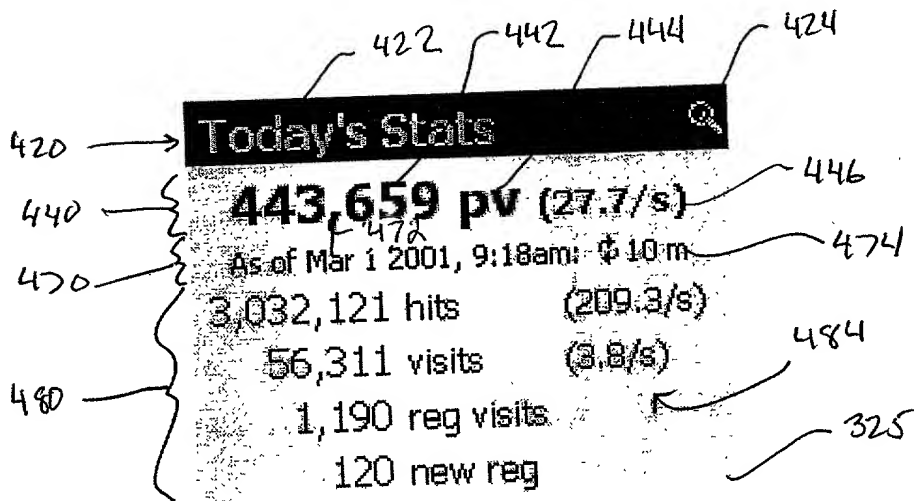 422 442 444 424
420 Today's Stats
440 443,659 pv (27.7/s) 446
472
470 As of Mar 1 2001, 9:18am: 10 m 474
3,032,121 hits (209.3/s)
56,311 visits (3.8/s) 484
480 1,190 reg visits
325
120 new reg